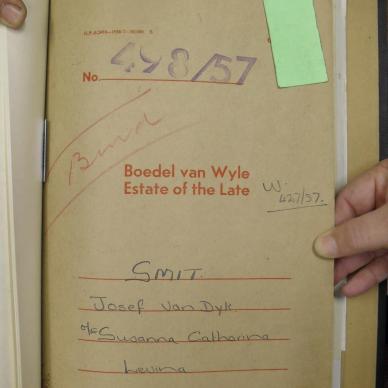 No. 498/57
Bond
Boedel van Wyle
Estate of the Late
W. 427/57.
SMIT.
Josef Van Dyk
o/e Susanna Catharina
Levina